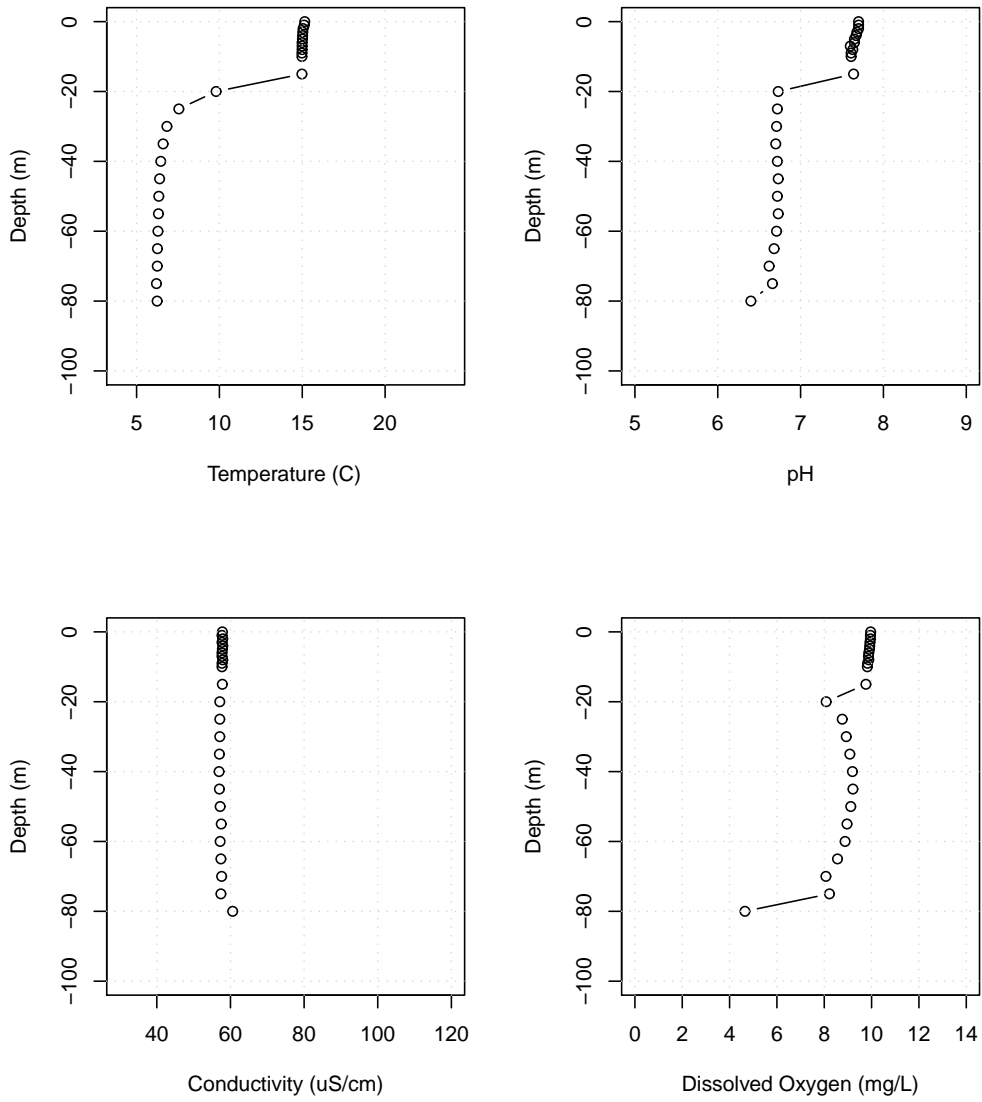 0
−20
−40
−60
−80
−100
Depth (m)
5 10 15 20
Temperature (C)
0
−20
−40
−60
−80
−100
Depth (m)
5 6 7 8 9
pH
0
−20
−40
−60
−80
−100
Depth (m)
40 60 80 100 120
Conductivity (uS/cm)
0
−20
−40
−60
−80
−100
Depth (m)
0 2 4 6 8 10 12 14
Dissolved Oxygen (mg/L)